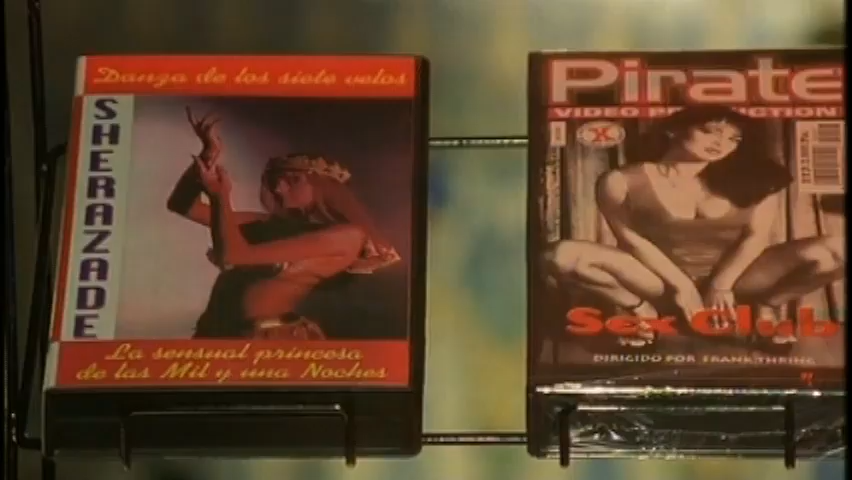 Danza de los siete velos
SHERAZADE
La sensual princesa
de las Mil y una Noches
Pirate
VIDEO PRODUCTION
X
Sex Club
DIRIGIDO POR FRANK THRING